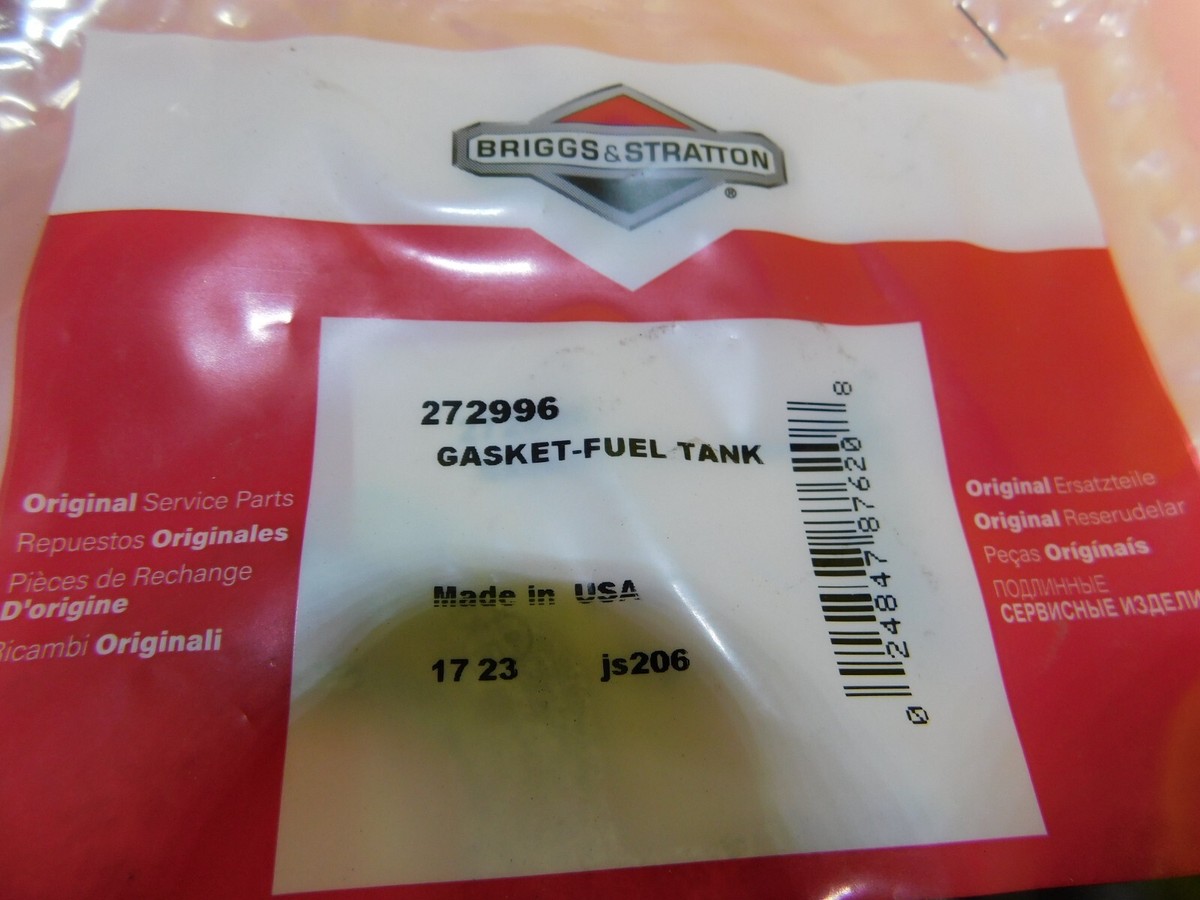 BRIGGS & STRATTON
®
272996
GASKET-FUEL TANK
Made in USA
17 23 js206
0 24847 87620 8
Original Service Parts
Repuestos Originales
Pièces de Rechange
D'origine
Ricambi Originali
Original Ersatzteile
Original Reserudelar
Peças Originais
ПОДЛИННЫЕ
СЕРВИСНЫЕ ИЗДЕЛИ